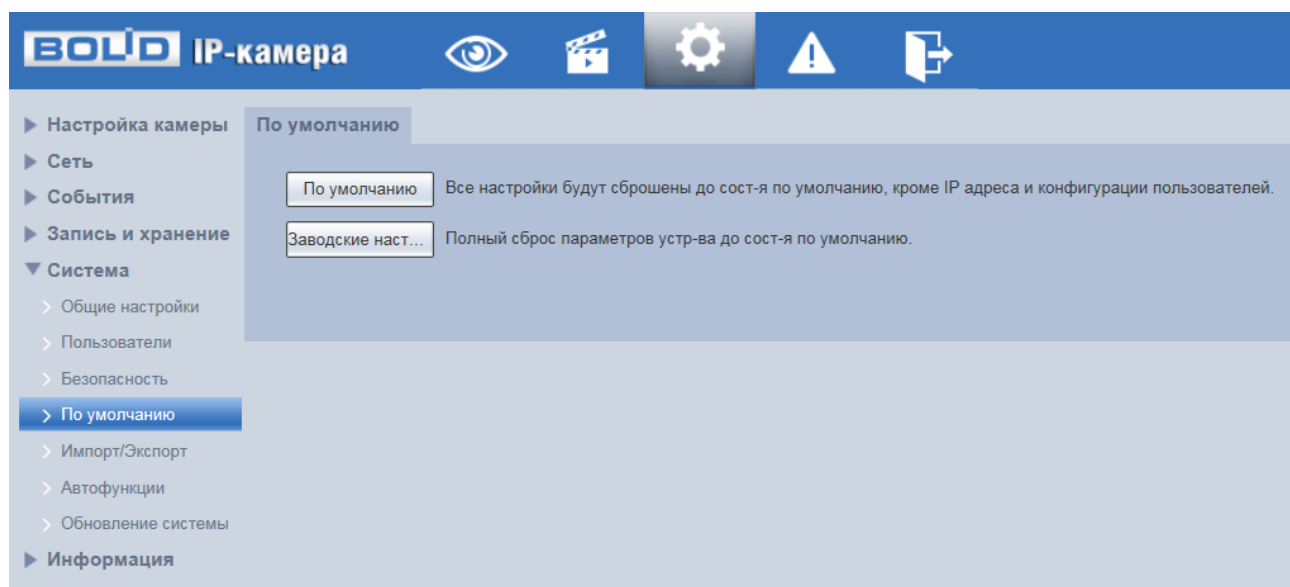 BOLID IP-камера
Настройка камеры
Сеть
События
Запись и хранение
Система
Общие настройки
Пользователи
Безопасность
По умолчанию
Импорт/Экспорт
Автофункции
Обновление системы
Информация
По умолчанию
По умолчанию Все настройки будут сброшены до сост-я по умолчанию, кроме IP адреса и конфигурации пользователей.
Заводские наст... Полный сброс параметров устр-ва до сост-я по умолчанию.